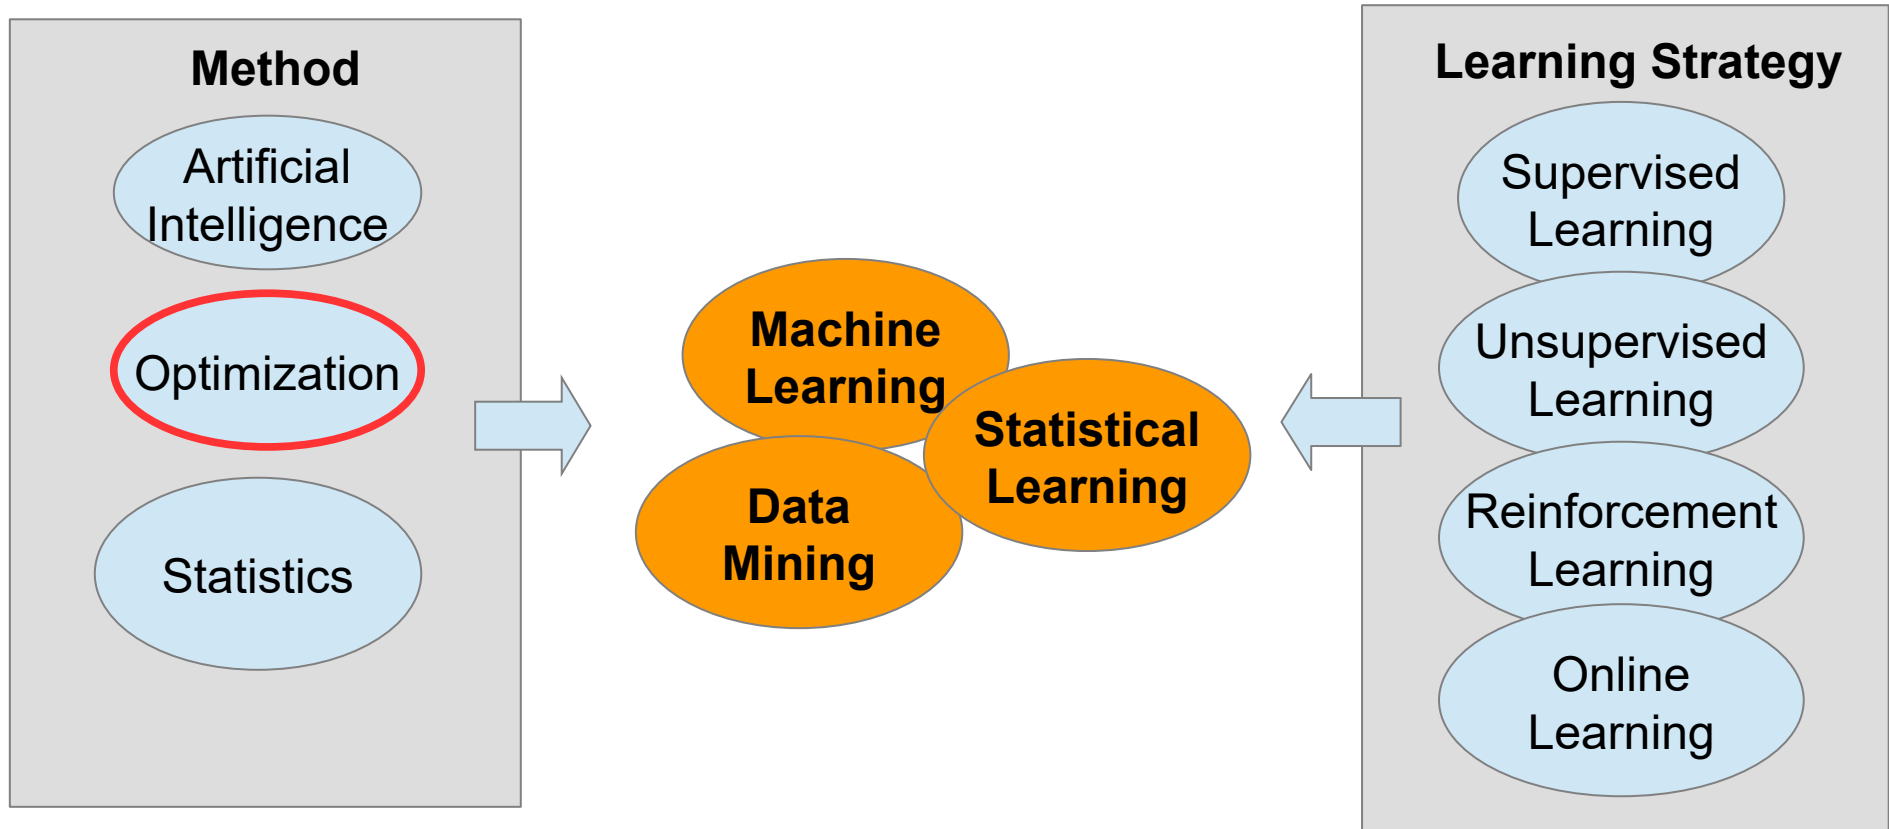 Method
Artificial
Intelligence
Optimization
Statistics
Machine
Learning
Statistical
Learning
Data
Mining
Learning Strategy
Supervised
Learning
Unsupervised
Learning
Reinforcement
Learning
Online
Learning